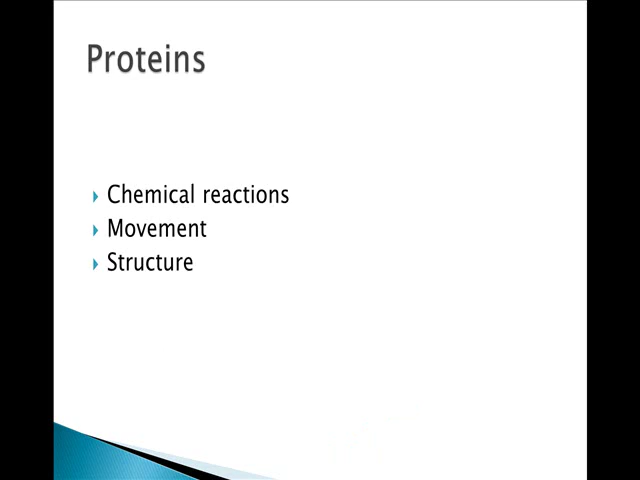 Proteins
Chemical reactions
Movement
Structure